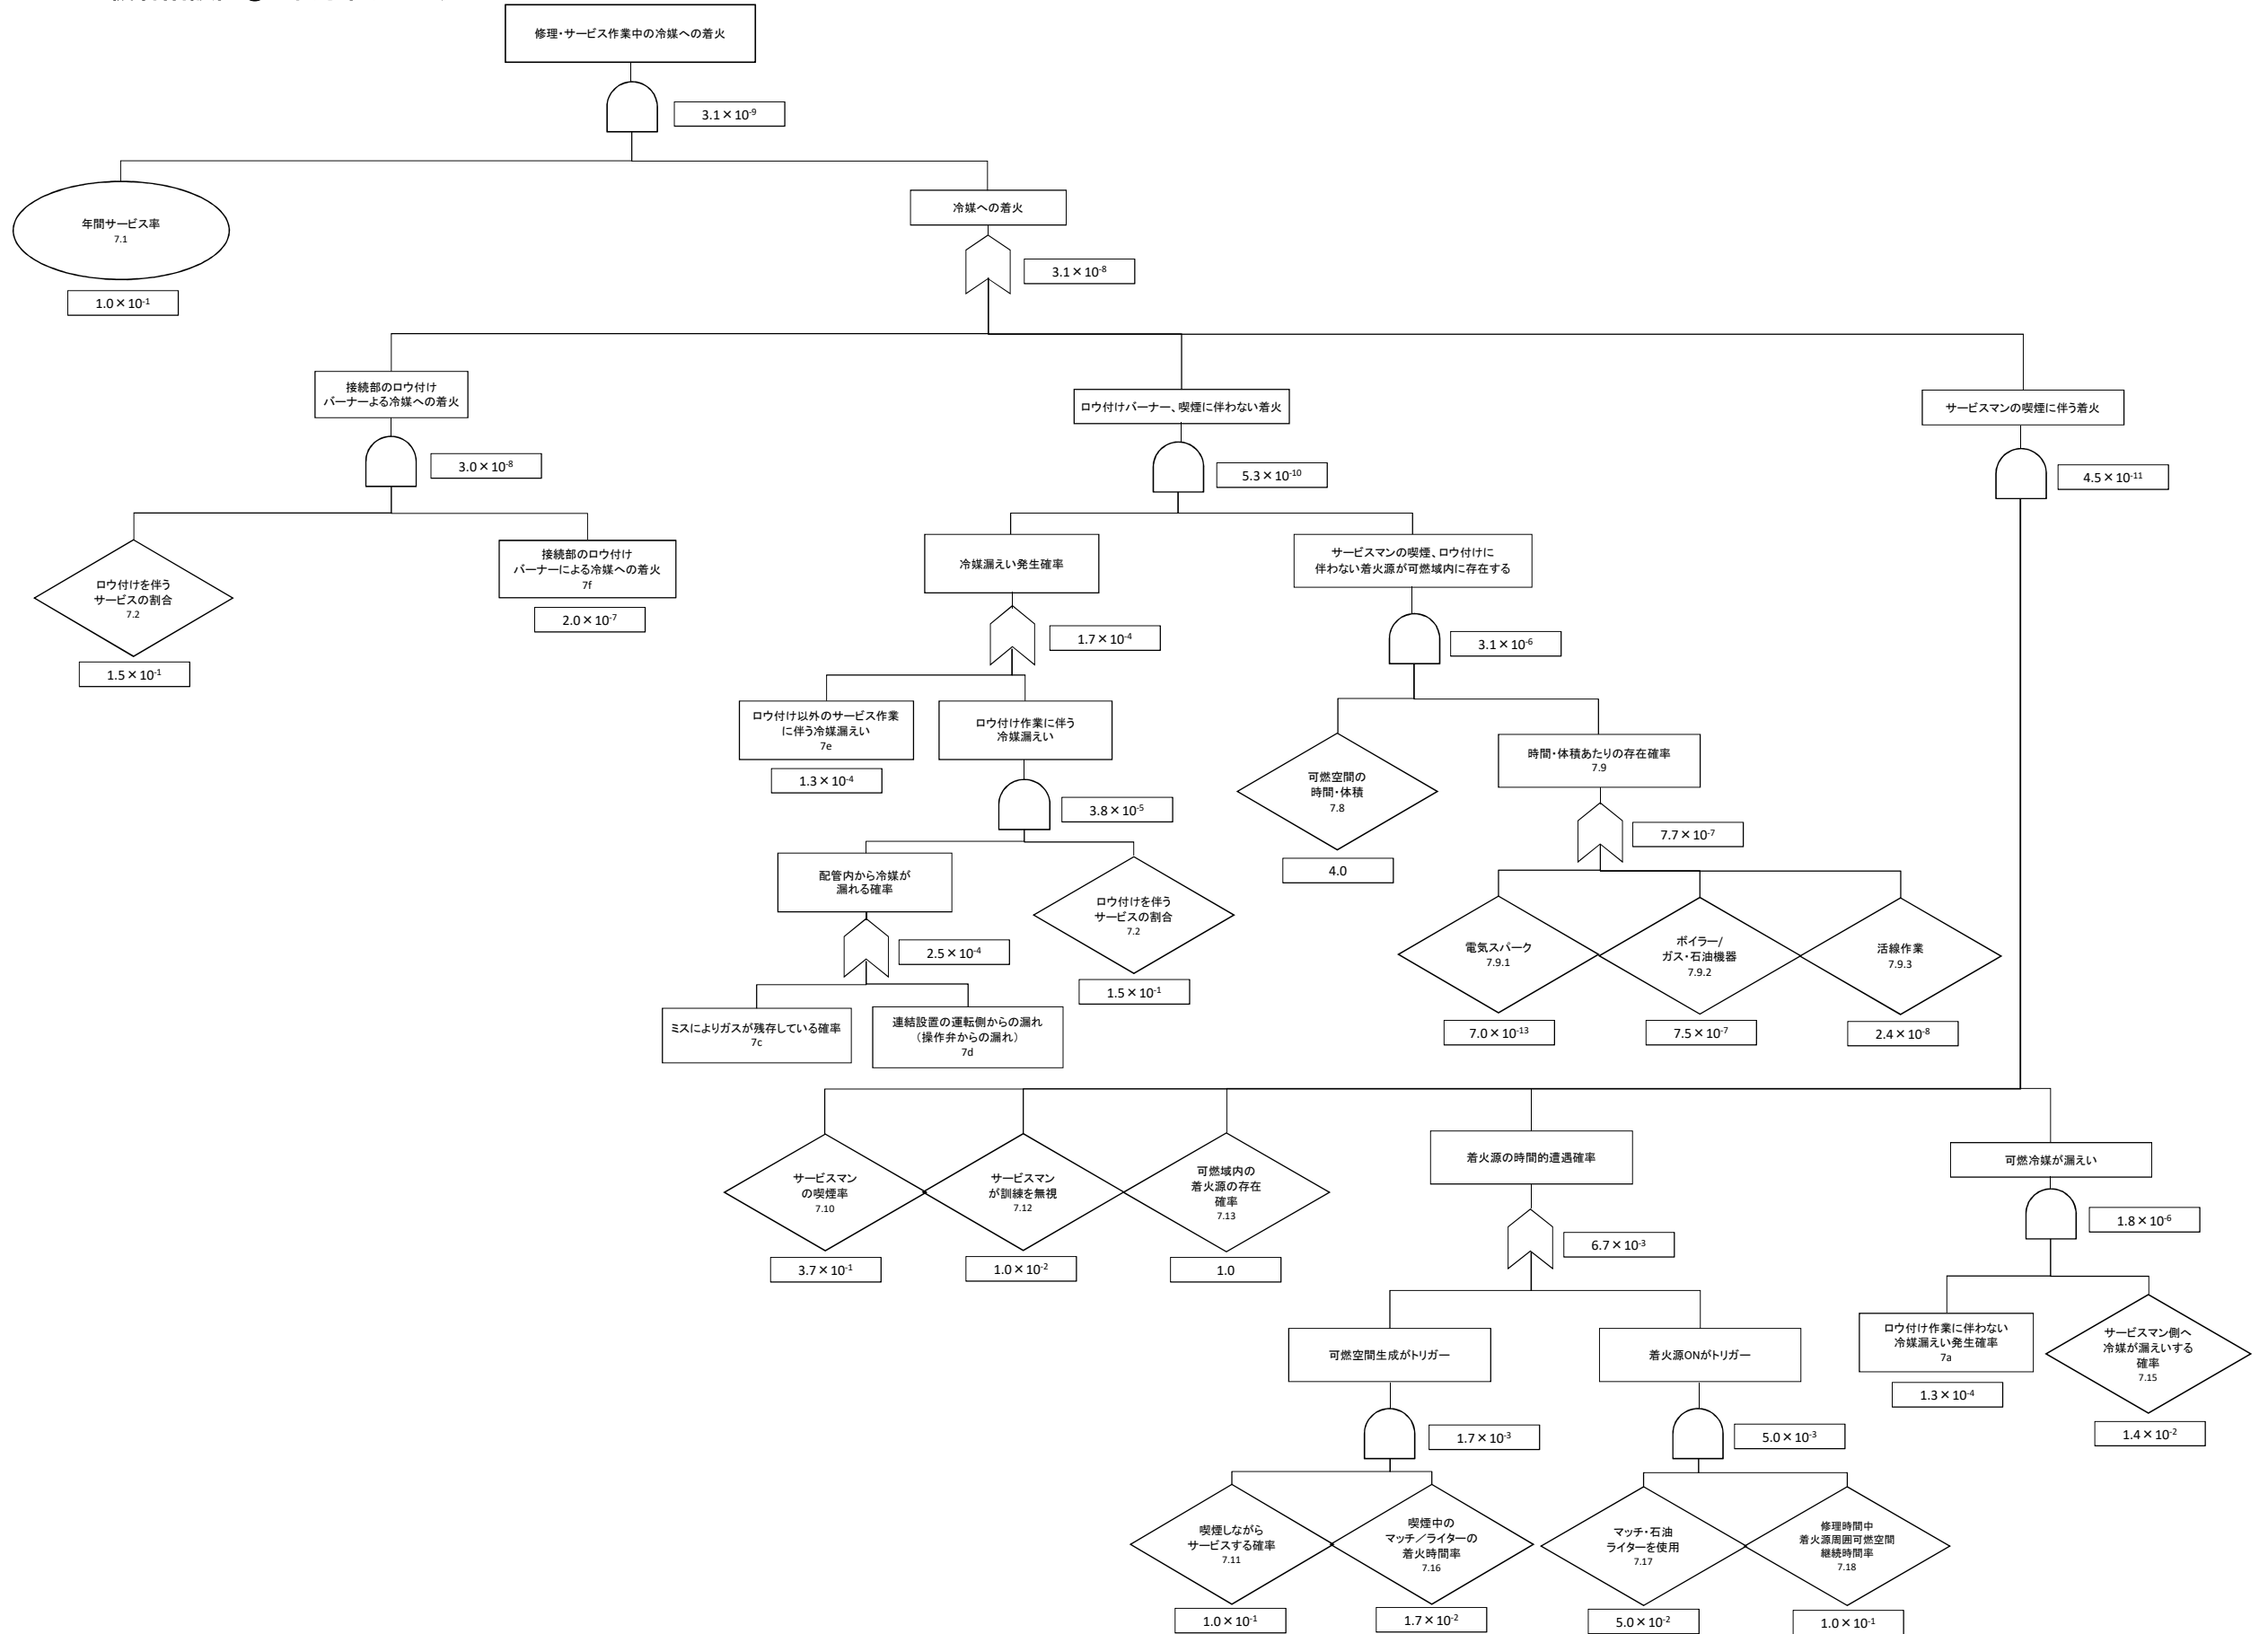 修理・サービス作業中の冷媒への着火
3.1×10-9
年間サービス率
7.1
1.0×10-1
冷媒への着火
3.1×10-8
接続部のロウ付け
バーナーよる冷媒への着火
3.0×10-8
ロウ付けバーナー、喫煙に伴わない着火
5.3×10-10
サービスマンの喫煙に伴う着火
4.5×10-11
ロウ付けを伴う
サービスの割合
7.2
1.5×10-1
接続部のロウ付け
バーナーによる冷媒への着火
7f
2.0×10-7
冷媒漏えい発生確率
1.7×10-4
サービスマンの喫煙、ロウ付けに
伴わない着火源が可燃域内に存在する
3.1×10-6
ロウ付け以外のサービス作業
に伴う冷媒漏えい
7e
1.3×10-4
ロウ付け作業に伴う
冷媒漏えい
3.8×10-5
可燃空間の
時間・体積
7.8
4.0
時間・体積あたりの存在確率
7.9
7.7×10-7
配管内から冷媒が
漏れる確率
2.5×10-4
ロウ付けを伴う
サービスの割合
7.2
1.5×10-1
電気スパーク
7.9.1
7.0×10-13
ボイラー/
ガス・石油機器
7.9.2
7.5×10-7
活線作業
7.9.3
2.4×10-8
ミスによりガスが残存している確率
7c
連結設置の運転側からの漏れ
（操作弁からの漏れ）
7d
サービスマン
の喫煙率
7.10
3.7×10-1
サービスマン
が訓練を無視
7.12
1.0×10-2
可燃域内の
着火源の存在
確率
7.13
1.0
着火源の時間的遭遇確率
6.7×10-3
可燃冷媒が漏えい
1.8×10-6
可燃空間生成がトリガー
1.7×10-3
着火源ONがトリガー
5.0×10-3
ロウ付け作業に伴わない
冷媒漏えい発生確率
7a
1.3×10-4
サービスマン側へ
冷媒が漏えいする
確率
7.15
1.4×10-2
喫煙しながら
サービスする確率
7.11
1.0×10-1
喫煙中の
マッチ／ライターの
着火時間率
7.16
1.7×10-2
マッチ・石油
ライターを使用
7.17
5.0×10-2
修理時間中
着火源周囲可燃空間
継続時間率
7.18
1.0×10-1